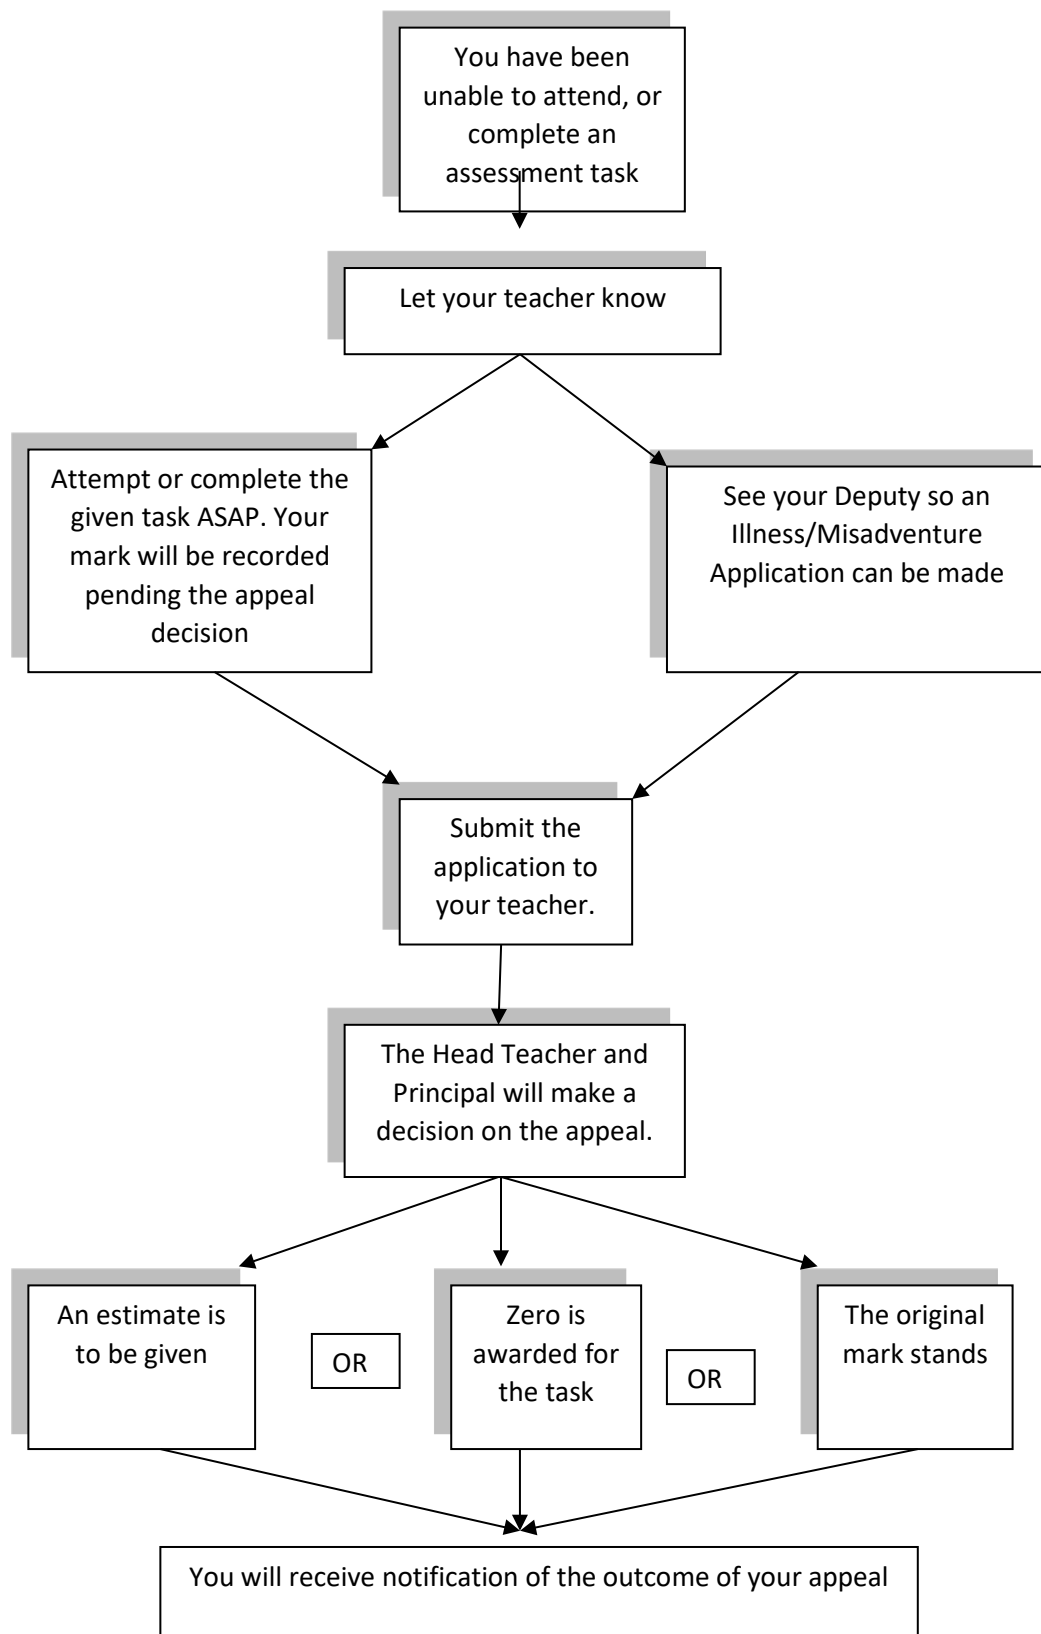 You have been
unable to attend, or
complete an
assessment task
Let your teacher know
Attempt or complete the
given task ASAP. Your
mark will be recorded
pending the appeal
decision
See your Deputy so an
Illness/Misadventure
Application can be made
Submit the
application to
your teacher.
The Head Teacher and
Principal will make a
decision on the appeal.
An estimate is
to be given
OR
Zero is
awarded for
the task
OR
The original
mark stands
You will receive notification of the outcome of your appeal